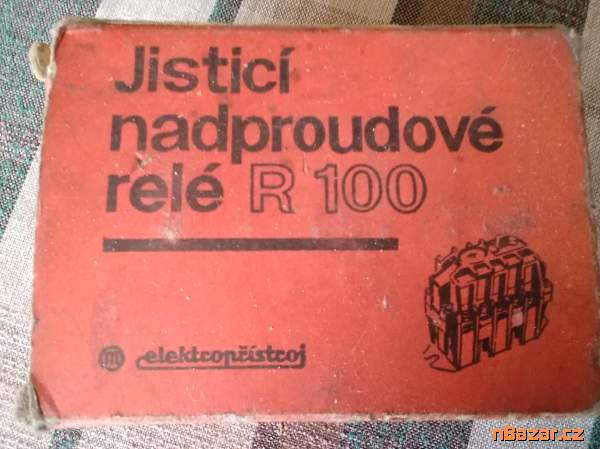 Jisticí
nadproudové
relé R 100
m elektropřístroj
nBazar.cz